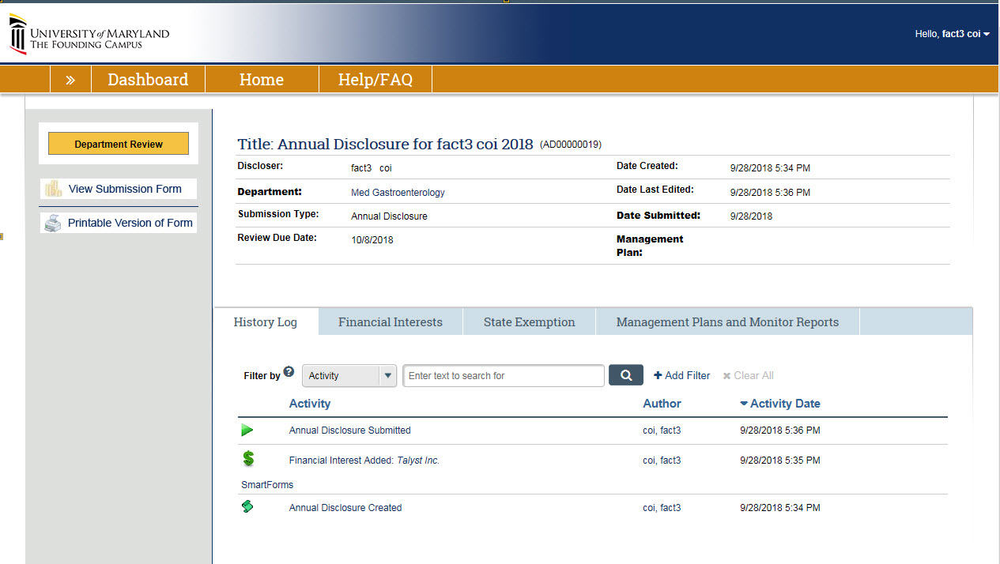 UNIVERSITY of MARYLAND
THE FOUNDING CAMPUS
Hello, fact3 coi
» Dashboard Home Help/FAQ
Department Review
View Submission Form
Printable Version of Form
Title: Annual Disclosure for fact3 coi 2018 (AD00000019)
Discloser: fact3 coi Date Created: 9/28/2018 5:34 PM
Department: Med Gastroenterology Date Last Edited: 9/28/2018 5:36 PM
Submission Type: Annual Disclosure Date Submitted: 9/28/2018
Review Due Date: 10/8/2018 Management
Plan:
History Log Financial Interests State Exemption Management Plans and Monitor Reports
Filter by ? Activity Enter text to search for + Add Filter × Clear All
Activity Author Activity Date
Annual Disclosure Submitted coi, fact3 9/28/2018 5:36 PM
$ Financial Interest Added: Talyst Inc. coi, fact3 9/28/2018 5:35 PM
SmartForms
Annual Disclosure Created coi, fact3 9/28/2018 5:34 PM